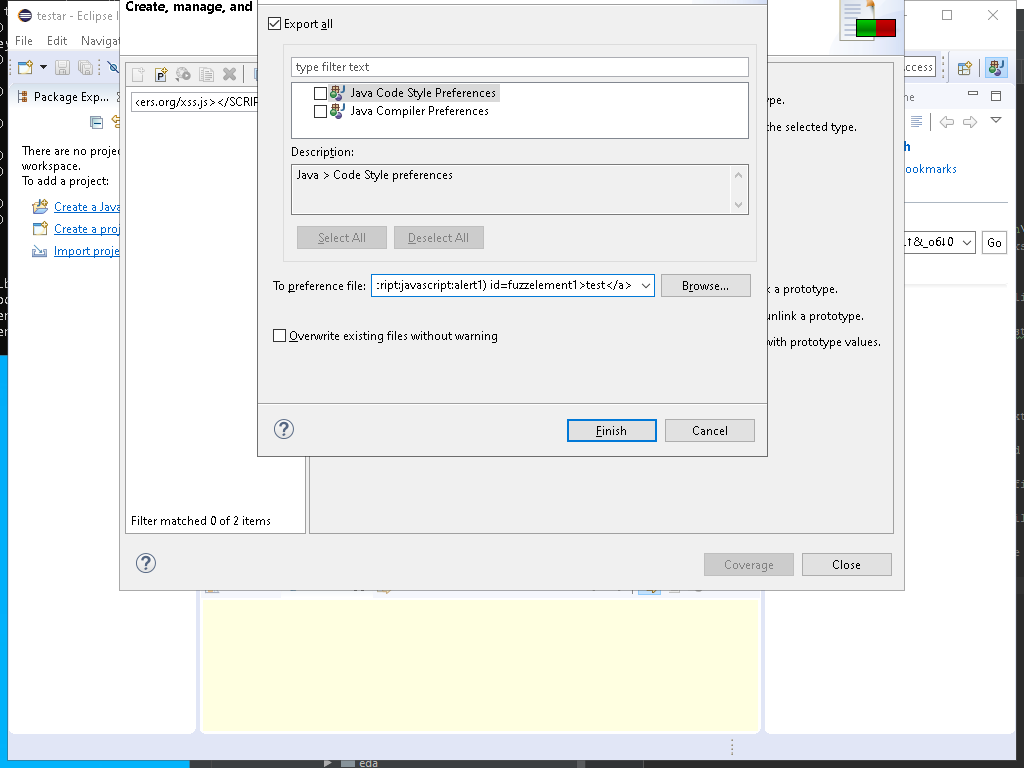 testar - Eclipse I
Create, manage, and
File Edit Naviga
Export all
type filter text
Java Code Style Preferences
Java Compiler Preferences
Description:
Java > Code Style preferences
Select All
Deselect All
To preference file:
:ript:javascript:alert1) id=fuzzelement1>test</a>
Browse...
Overwrite existing files without warning
?
Finish
Cancel
Package Exp...
<ers.org/xss.js></SCRIP
There are no projec
workspace.
To add a project:
Create a Java
Create a proj
Import proje
Filter matched 0 of 2 items
ype.
he selected type.
k a prototype.
unlink a prototype.
with prototype values.
?
Coverage
Close
ccess
ne
h
ookmarks
Go
eda